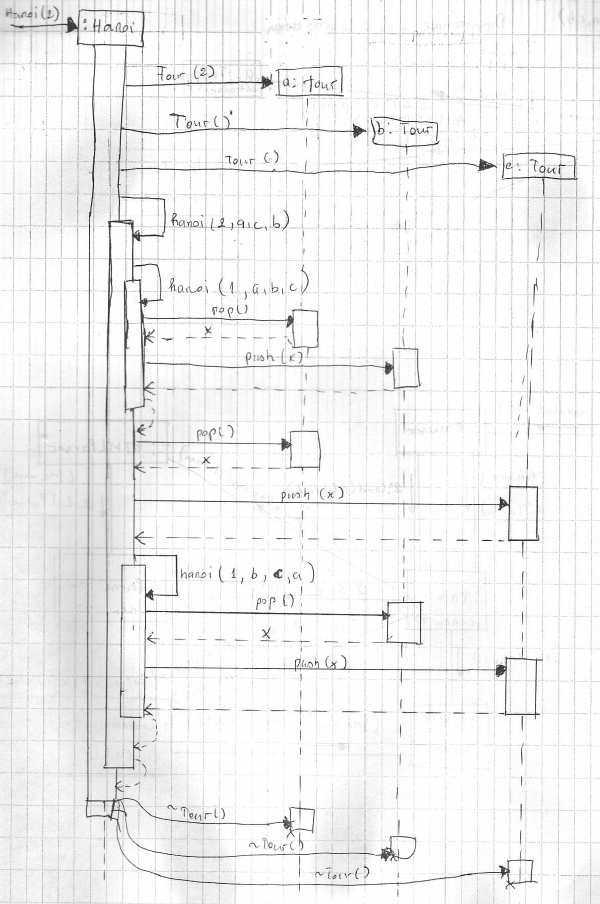 Hanoi(2)
:Hanoi
Tour(2)
a: Tour
Tour()
b: Tour
Tour()
c: Tour
hanoi(2,a,c,b)
hanoi(1,a,b,c)
pop()
x
push(x)
pop()
x
push(x)
hanoi(1,b,c,a)
pop()
x
push(x)
~Tour()
~Tour()
~Tour()